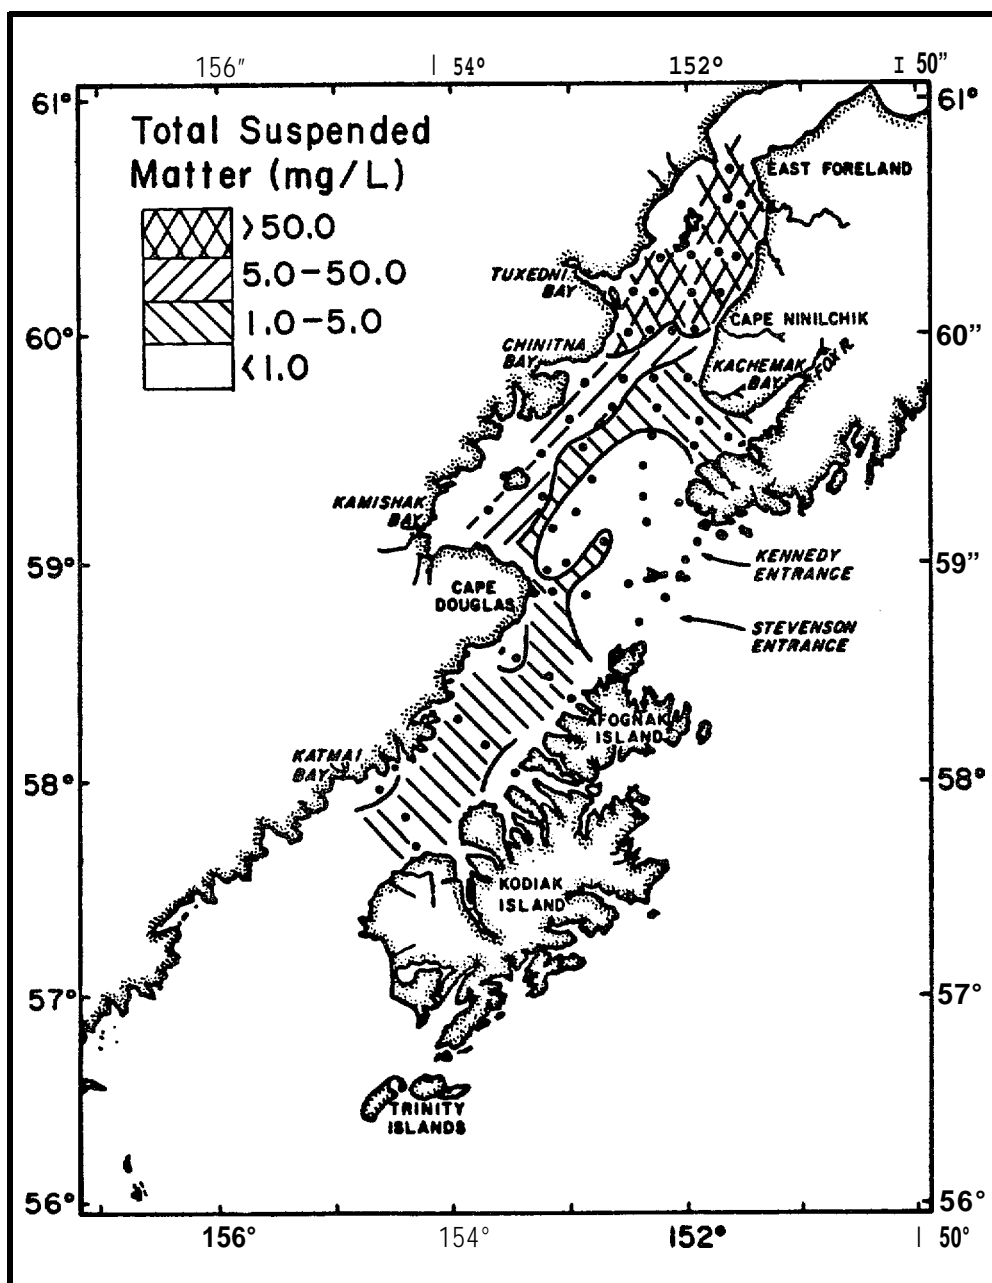 156″ | 54° 152° I 50″
61° 61°
Total Suspended
Matter (mg/L)
>50.0
5.0-50.0
1.0-5.0
<1.0
EAST FORELAND
TUXEDNI
BAY
CAPE NINILCHIK
60° 60″
CHINITNA
BAY
KACHEMAK
BAY
FOX R.
KAMISHAK
BAY
KENNEDY
ENTRANCE
59° 59″
CAPE
DOUGLAS
STEVENSON
ENTRANCE
AFOGNAK
ISLAND
KATMAI
BAY
58° 58°
KODIAK
ISLAND
57° 57°
TRINITY
ISLANDS
56° 56°
156° 154° 152° | 50°